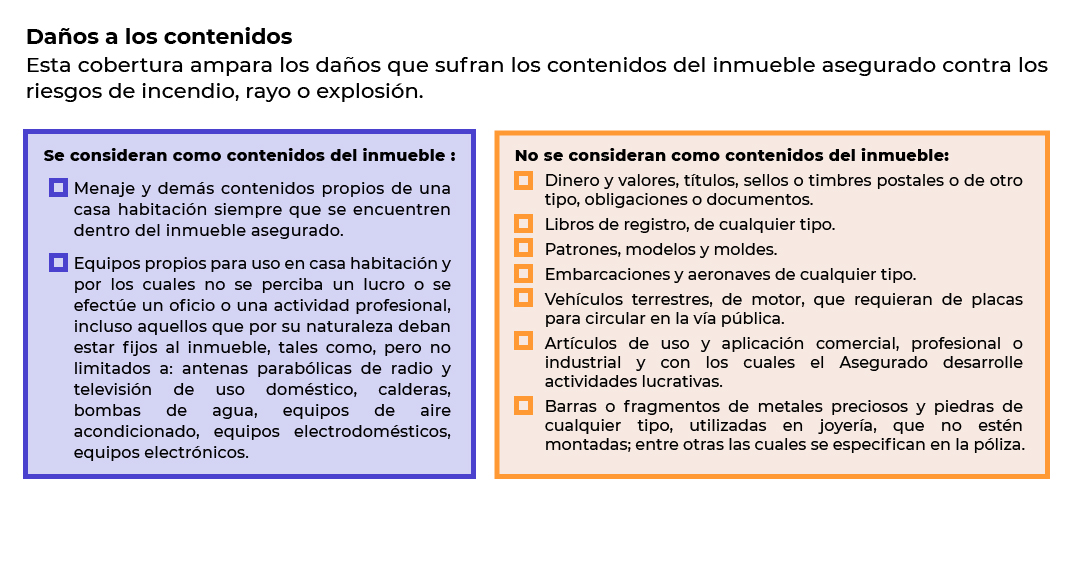 Daños a los contenidos
Esta cobertura ampara los daños que sufran los contenidos del inmueble asegurado contra los
riesgos de incendio, rayo o explosión.
Se consideran como contenidos del inmueble :
Menaje y demás contenidos propios de una
casa habitación siempre que se encuentren
dentro del inmueble asegurado.
Equipos propios para uso en casa habitación y
por los cuales no se perciba un lucro o se
efectúe un oficio o una actividad profesional,
incluso aquellos que por su naturaleza deban
estar fijos al inmueble, tales como, pero no
limitados a: antenas parabólicas de radio y
televisión de uso doméstico, calderas,
bombas de agua, equipos de aire
acondicionado, equipos electrodomésticos,
equipos electrónicos.
No se consideran como contenidos del inmueble:
Dinero y valores, títulos, sellos o timbres postales o de otro
tipo, obligaciones o documentos.
Libros de registro, de cualquier tipo.
Patrones, modelos y moldes.
Embarcaciones y aeronaves de cualquier tipo.
Vehículos terrestres, de motor, que requieran de placas
para circular en la vía pública.
Artículos de uso y aplicación comercial, profesional o
industrial y con los cuales el Asegurado desarrolle
actividades lucrativas.
Barras o fragmentos de metales preciosos y piedras de
cualquier tipo, utilizadas en joyería, que no estén
montadas; entre otras las cuales se especifican en la póliza.